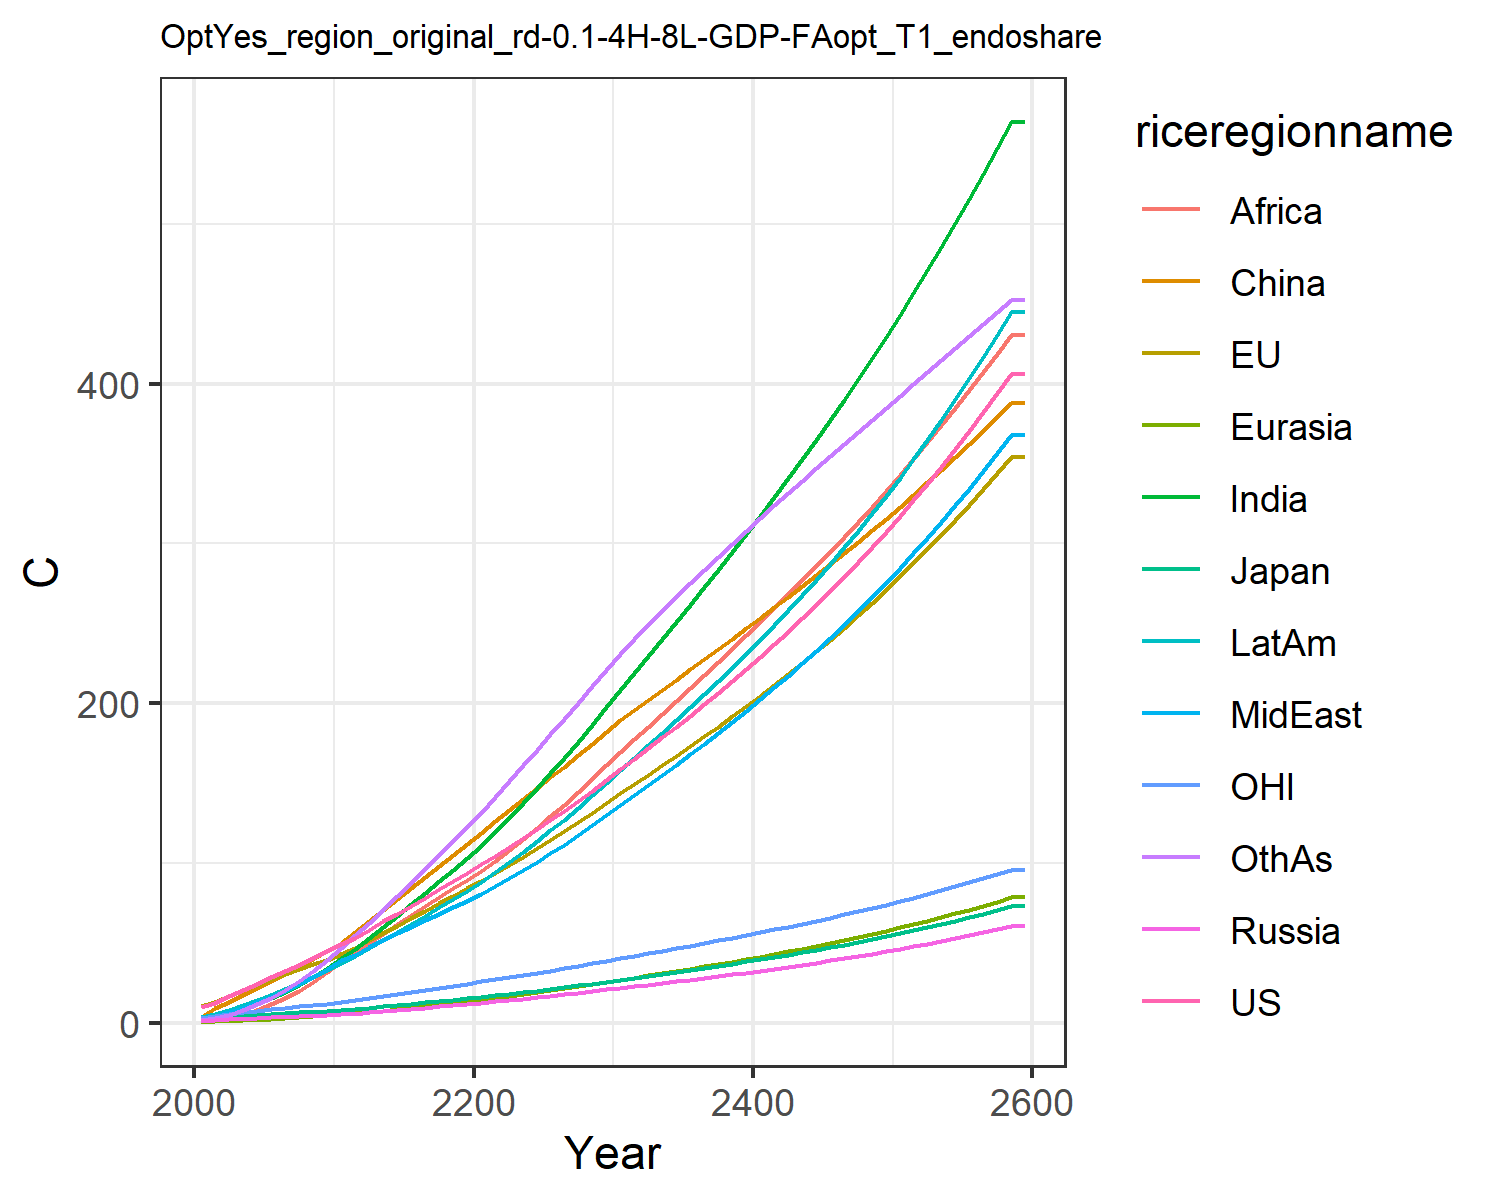 OptYes_region_original_rd-0.1-4H-8L-GDP-FAopt_T1_endoshare
C
400
200
0
2000 2200 2400 2600
Year
riceregionname
Africa
China
EU
Eurasia
India
Japan
LatAm
MidEast
OHI
OthAs
Russia
US